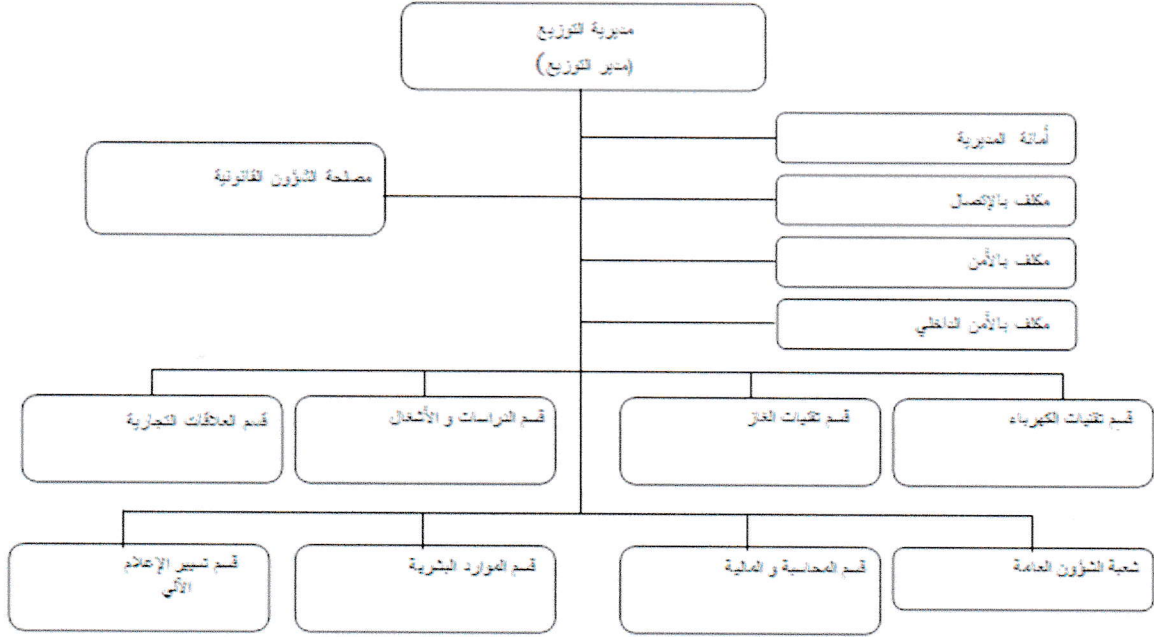 مديرية التوزيع
(مدير التوزيع)
أمانة المديرية
مصلحة الشؤون القانونية
مكلف بالإتصال
مكلف بالأمن
مكلف بالأمن الداخلي
قسم تقنيات الكهرباء
قسم تقنيات الغاز
قسم الدراسات و الأشغال
قسم العلاقات التجارية
شعبة الشؤون العامة
قسم المحاسبة و المالية
قسم الموارد البشرية
قسم تسيير الإعلام
الآلي